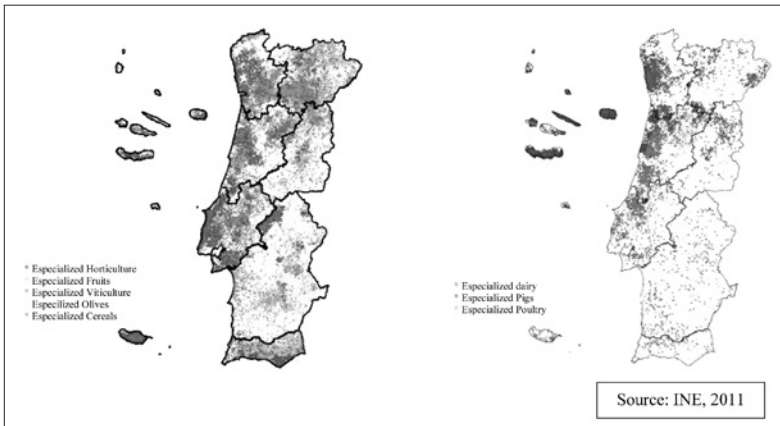 Especialized Horticulture
Especialized Fruits
Especialized Viticulture
Especilized Olives
Especialized Cereals
Especialized dairy
Especialized Pigs
Especialized Poultry
Source: INE, 2011